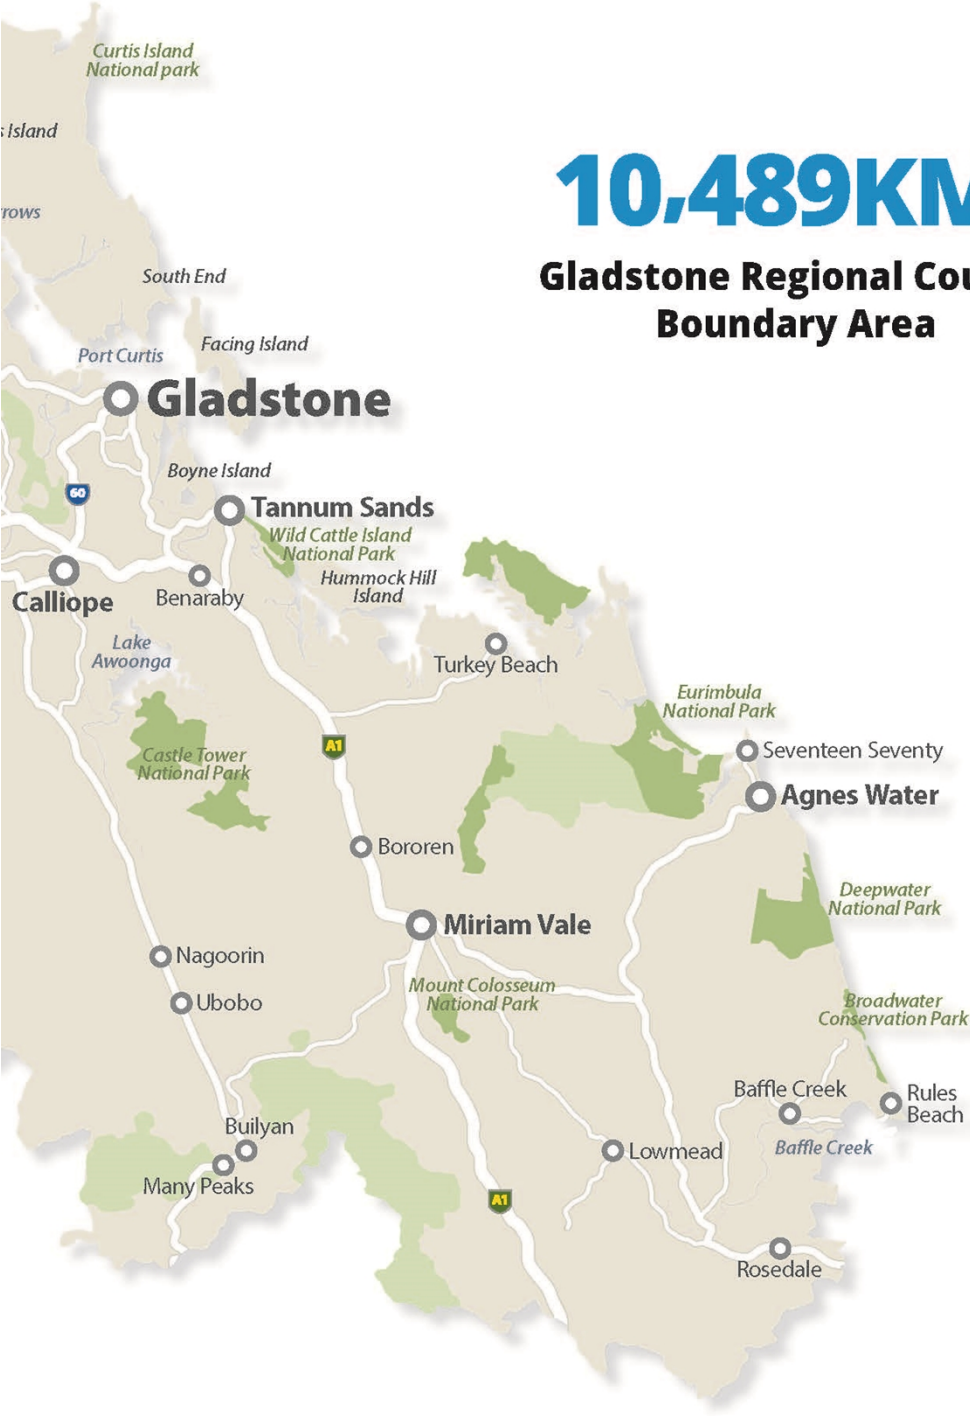 Curtis Island
National park
s Island
rows
10,489KM
Gladstone Regional Cou
Boundary Area
South End
Facing Island
Port Curtis
Gladstone
Boyne Island
60
Tannum Sands
Wild Cattle Island
National Park
Hummock Hill
Island
Calliope
Benaraby
Lake
Awoonga
Turkey Beach
Eurimbula
National Park
A1
Castle Tower
National Park
Seventeen Seventy
Agnes Water
Bororen
Deepwater
National Park
Miriam Vale
Nagoorin
Mount Colosseum
National Park
Ubobo
Broadwater
Conservation Park
Baffle Creek
Rules
Beach
Builyan
Baffle Creek
Lowmead
Many Peaks
A1
Rosedale